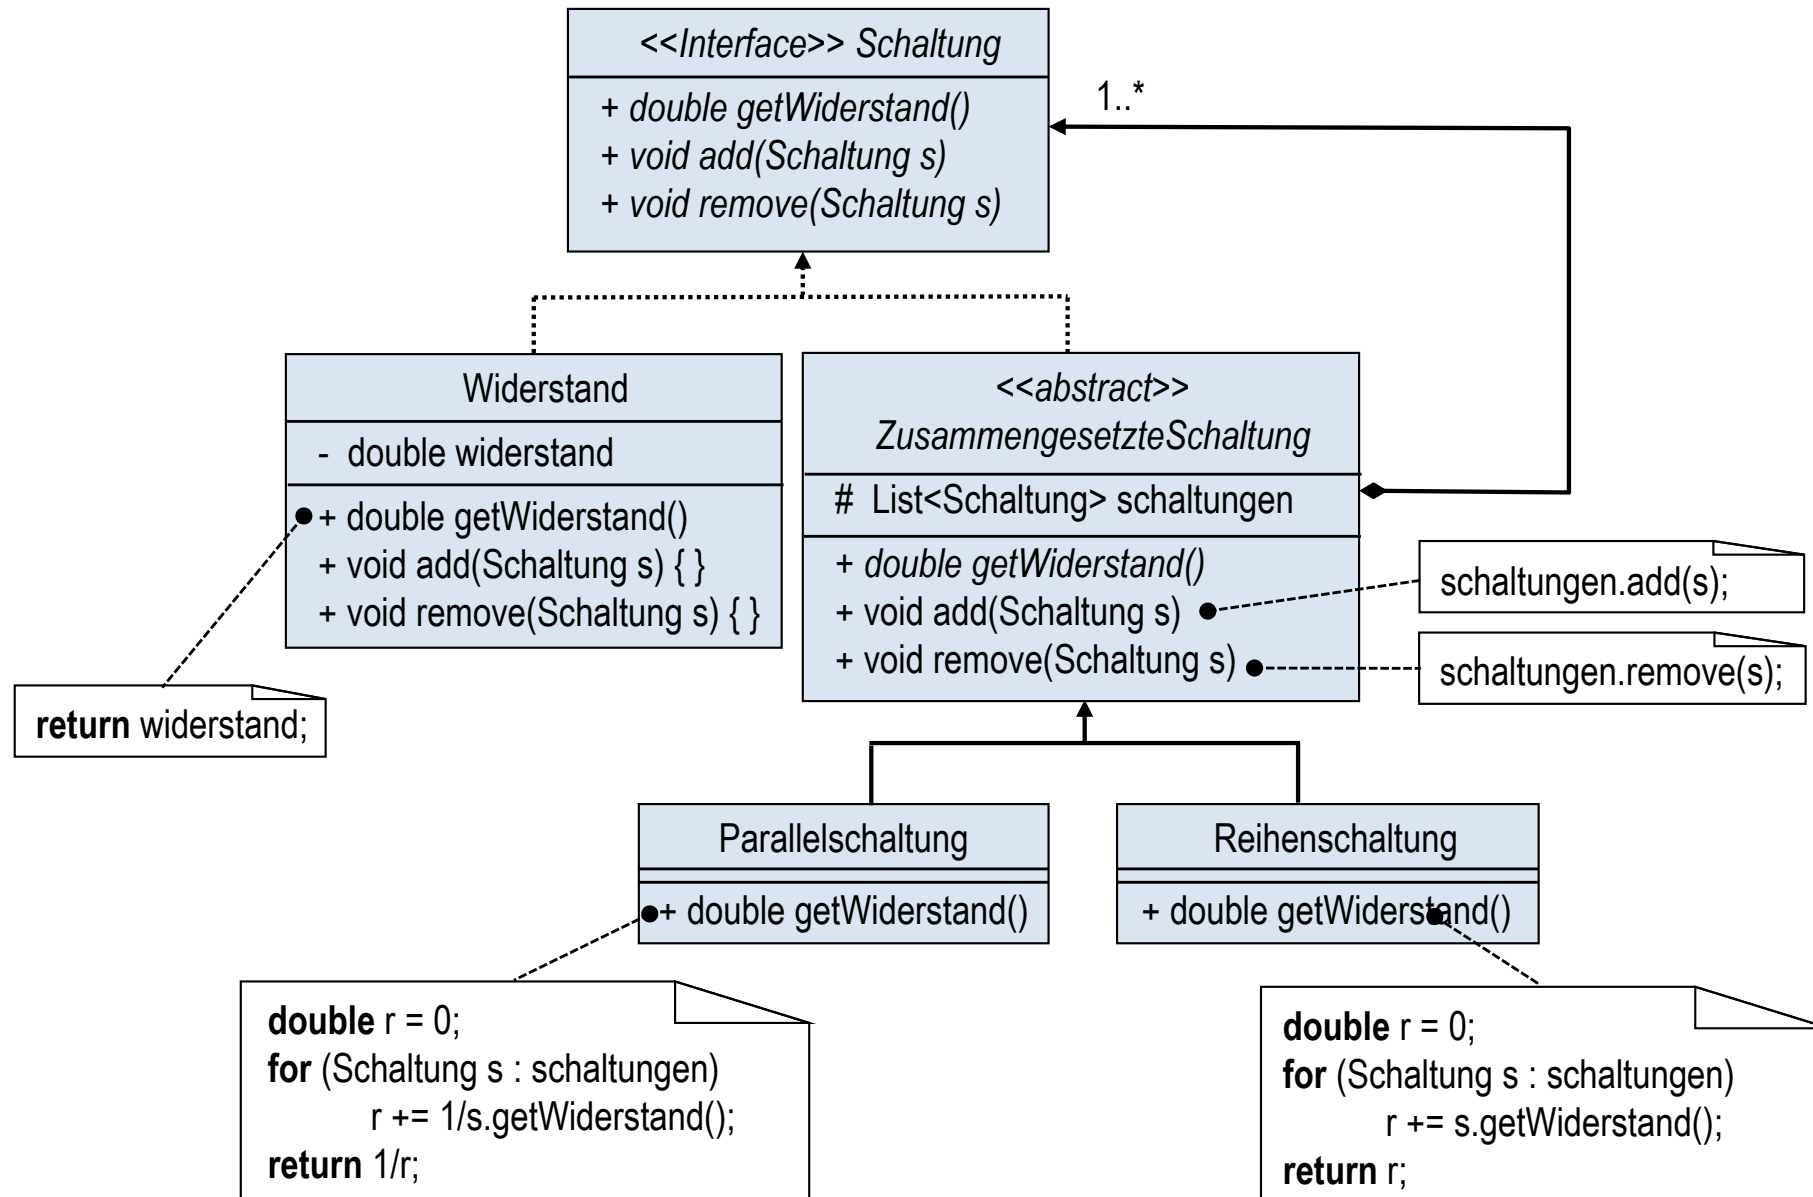 <<Interface>> Schaltung
+ double getWiderstand()
+ void add(Schaltung s)
+ void remove(Schaltung s)
1..*
Widerstand
- double widerstand
+ double getWiderstand()
+ void add(Schaltung s) { }
+ void remove(Schaltung s) { }
return widerstand;
<<abstract>>
ZusammengesetzteSchaltung
# List<Schaltung> schaltungen
+ double getWiderstand()
+ void add(Schaltung s)
+ void remove(Schaltung s)
schaltungen.add(s);
schaltungen.remove(s);
Parallelschaltung
+ double getWiderstand()
Reihenschaltung
+ double getWiderstand()
double r = 0;
for (Schaltung s : schaltungen)
r += 1/s.getWiderstand();
return 1/r;
double r = 0;
for (Schaltung s : schaltungen)
r += s.getWiderstand();
return r;